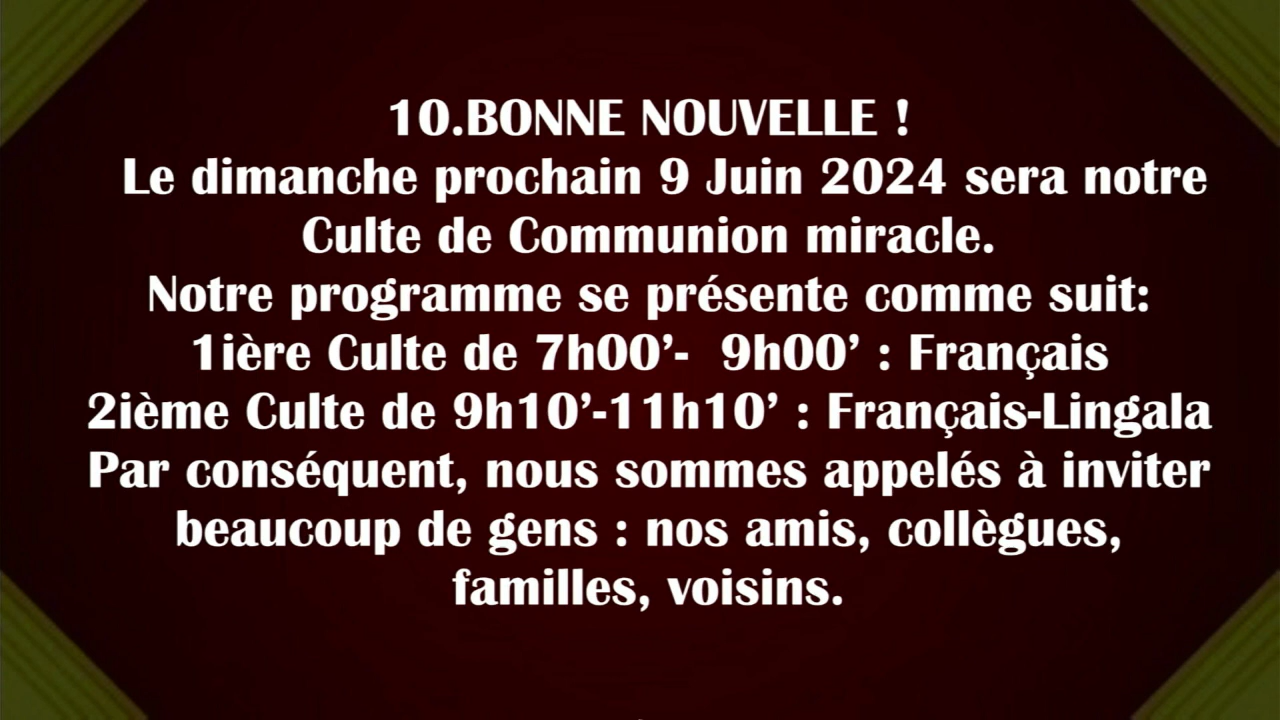 10.BONNE NOUVELLE !
Le dimanche prochain 9 Juin 2024 sera notre
Culte de Communion miracle.
Notre programme se présente comme suit:
1ière Culte de 7h00’-  9h00’ : Français
2ième Culte de 9h10’-11h10’ : Français-Lingala
Par conséquent, nous sommes appelés à inviter
beaucoup de gens : nos amis, collègues,
familles, voisins.